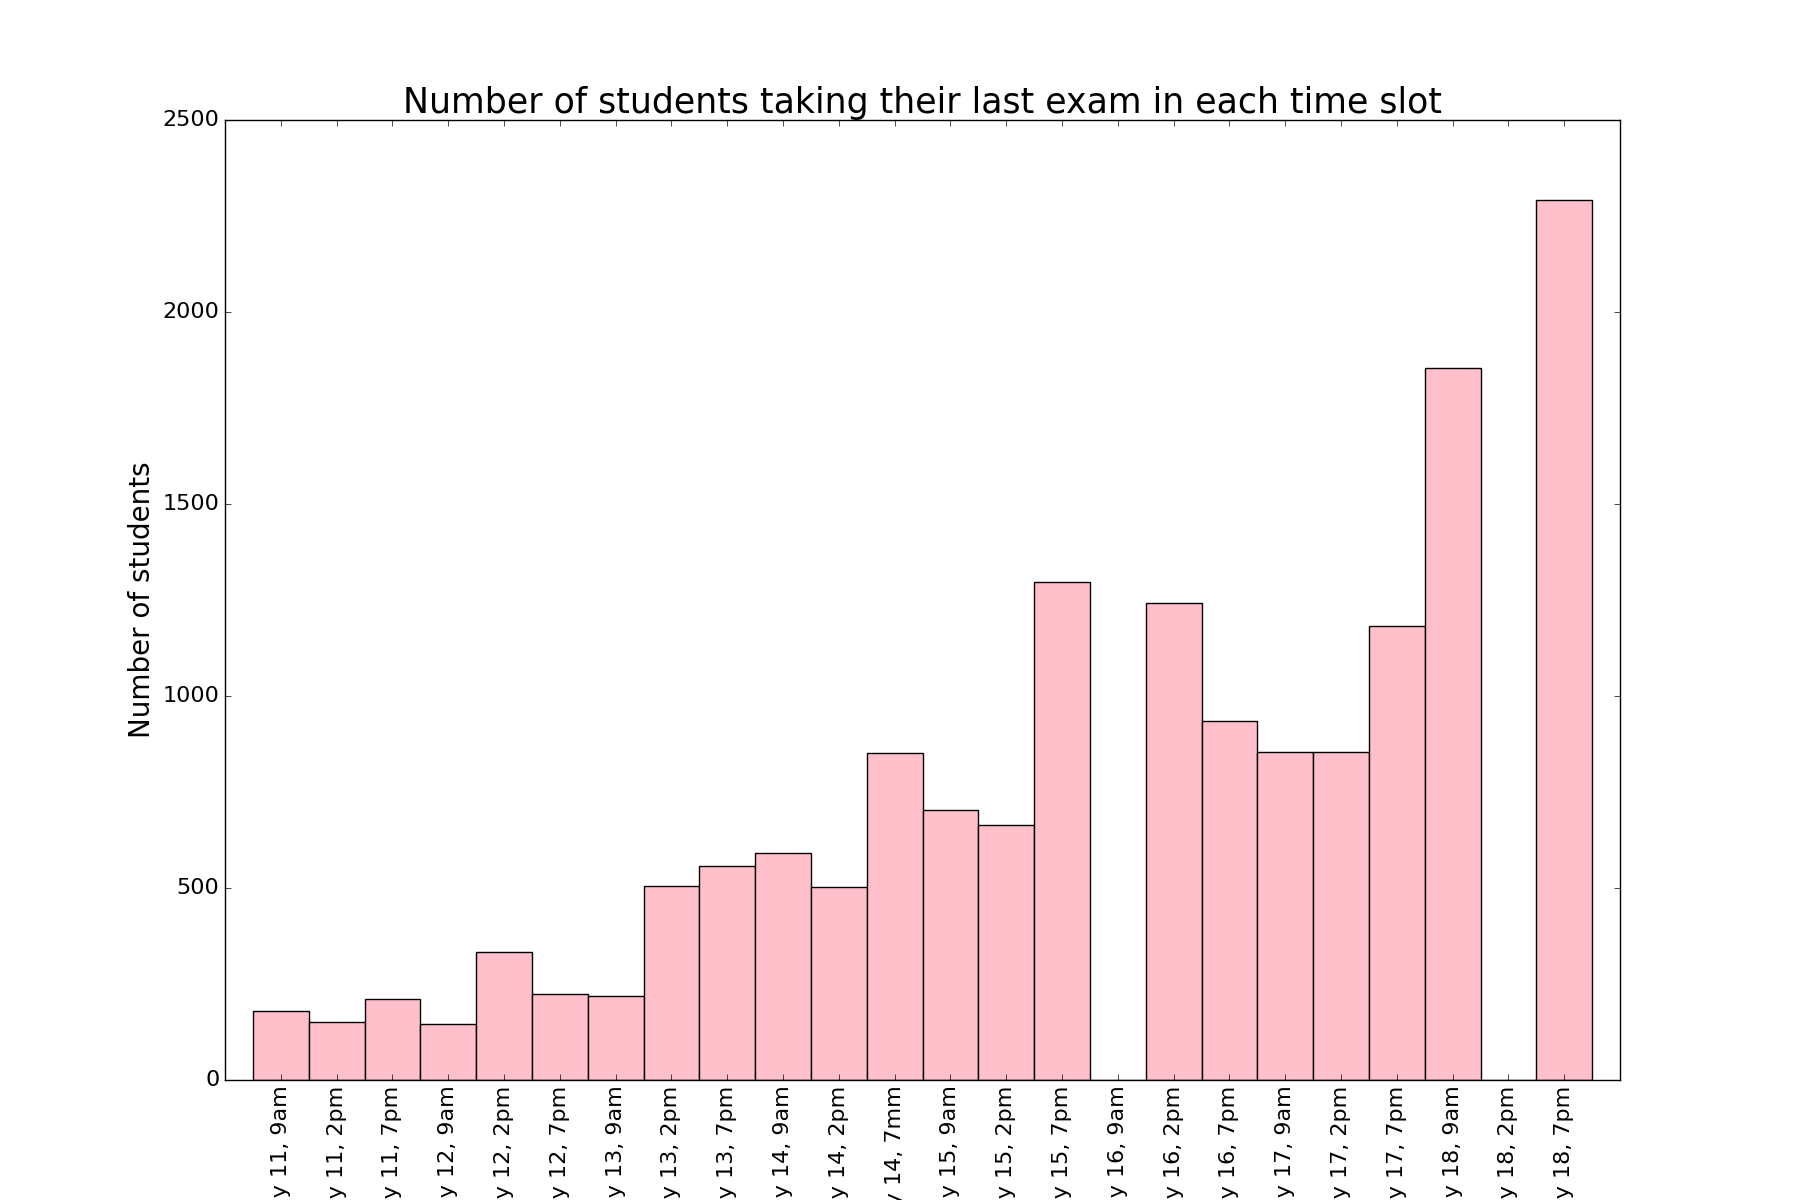 Number of students taking their last exam in each time slot
Number of students
2500
2000
1500
1000
500
0
y 11, 9am
y 11, 2pm
y 11, 7pm
y 12, 9am
y 12, 2pm
y 12, 7pm
y 13, 9am
y 13, 2pm
y 13, 7pm
y 14, 9am
y 14, 2pm
y 14, 7mm
y 15, 9am
y 15, 2pm
y 15, 7pm
y 16, 9am
y 16, 2pm
y 16, 7pm
y 17, 9am
y 17, 2pm
y 17, 7pm
y 18, 9am
y 18, 2pm
y 18, 7pm